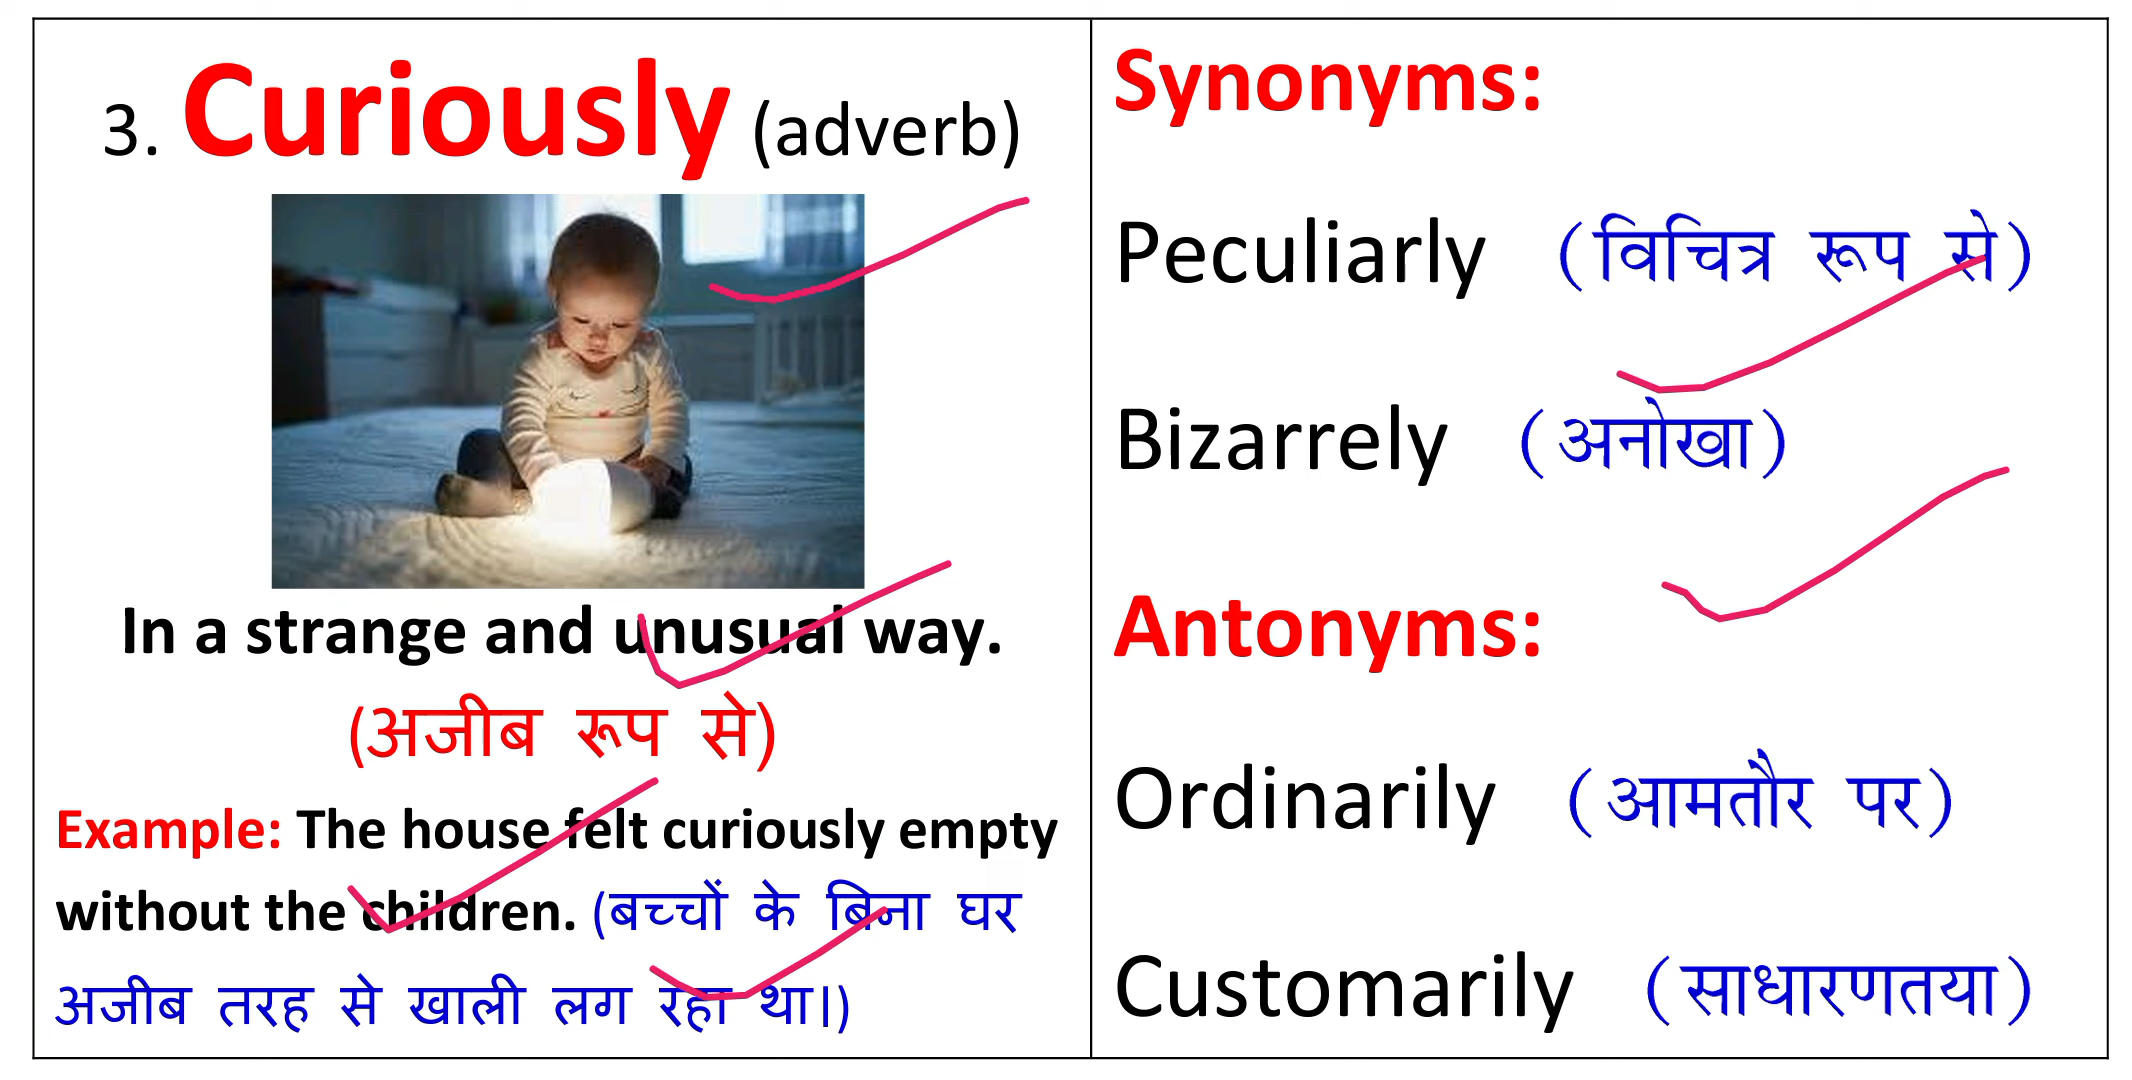 3. Curiously (adverb)
In a strange and unusual way.
(अजीब रूप से)
Example: The house felt curiously empty
without the children. (बच्चों के बिना घर
अजीब तरह से खाली लग रहा था।)
Synonyms:
Peculiarly (विचित्र रूप से)
Bizarrely (अनोखा)
Antonyms:
Ordinarily (आमतौर पर)
Customarily (साधारणतया)